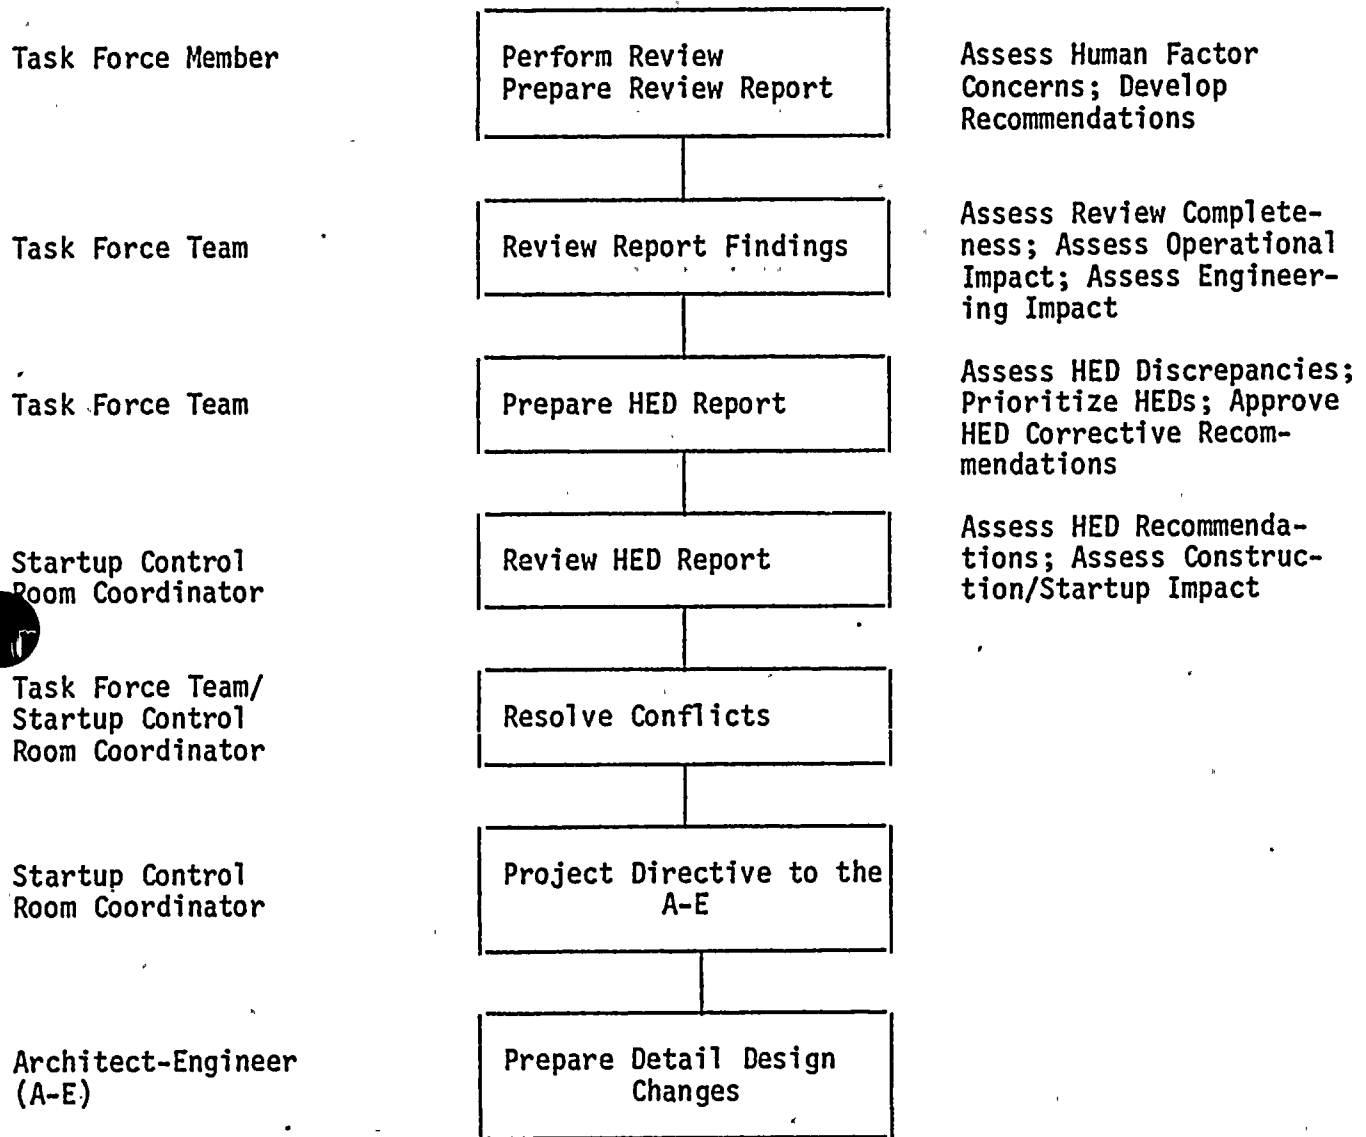 Task Force Member
Perform Review
Prepare Review Report
Assess Human Factor
Concerns; Develop
Recommendations
Task Force Team
Review Report Findings
Assess Review Complete-
ness; Assess Operational
Impact; Assess Engineer-
ing Impact
Task Force Team
Prepare HED Report
Assess HED Discrepancies;
Prioritize HEDs; Approve
HED Corrective Recom-
mendations
Startup Control
Room Coordinator
Review HED Report
Assess HED Recommenda-
tions; Assess Construc-
tion/Startup Impact
Task Force Team/
Startup Control
Room Coordinator
Resolve Conflicts
Startup Control
Room Coordinator
Project Directive to the
A-E
Architect-Engineer
(A-E)
Prepare Detail Design
Changes